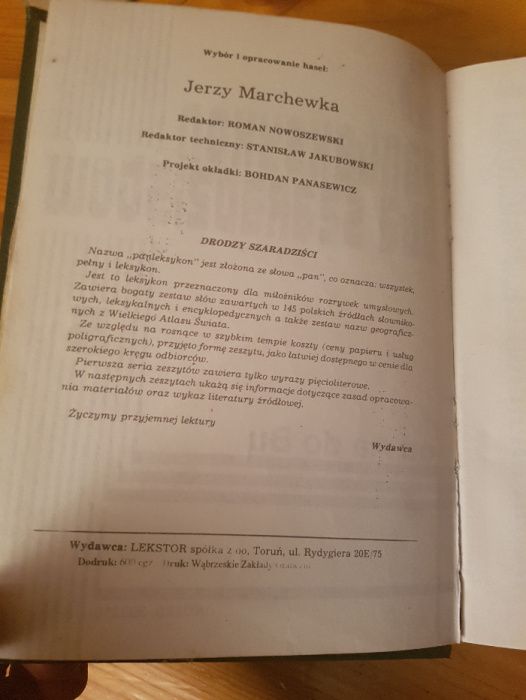 Wybór i opracowanie haseł:
Jerzy Marchewka
Redaktor: ROMAN NOWOSZEWSKI
Redaktor techniczny: STANISŁAW JAKUBOWSKI
Projekt okładki: BOHDAN PANASEWICZ
DRODZY SZARADZIŚCI
Nazwa „panleksykon" jest złożona ze słowa „pan", co oznacza: wszystek,
pełny i leksykon.
Jest to leksykon przeznaczony dla miłośników rozrywek umysłowych.
Zawiera bogaty zestaw słów zawartych w 145 polskich źródłach słowniko-
wych, leksykalnych i encyklopedycznych a także zestaw nazw geograficz-
nych z Wielkiego Atlasu Świata.
Ze względu na rosnące w szybkim tempie koszty (ceny papieru i usług
poligraficznych), przyjęto formę zeszytu, jako łatwiej dostępnego w cenie dla
szerokiego kręgu odbiorców.
Pierwsza seria zeszytów zawiera tylko wyrazy pięcioliterowe.
W następnych zeszytach ukażą się informacje dotyczące zasad opracowa-
nia materiałów oraz wykaz literatury źródłowej.
Życzymy przyjemnej lektury
Wydawca
Wydawca: LEKSTOR spółka z oo, Toruń, ul. Rydygiera 20E/75
Dodruk: 600 egz. Druk: Wąbrzeskie Zakłady